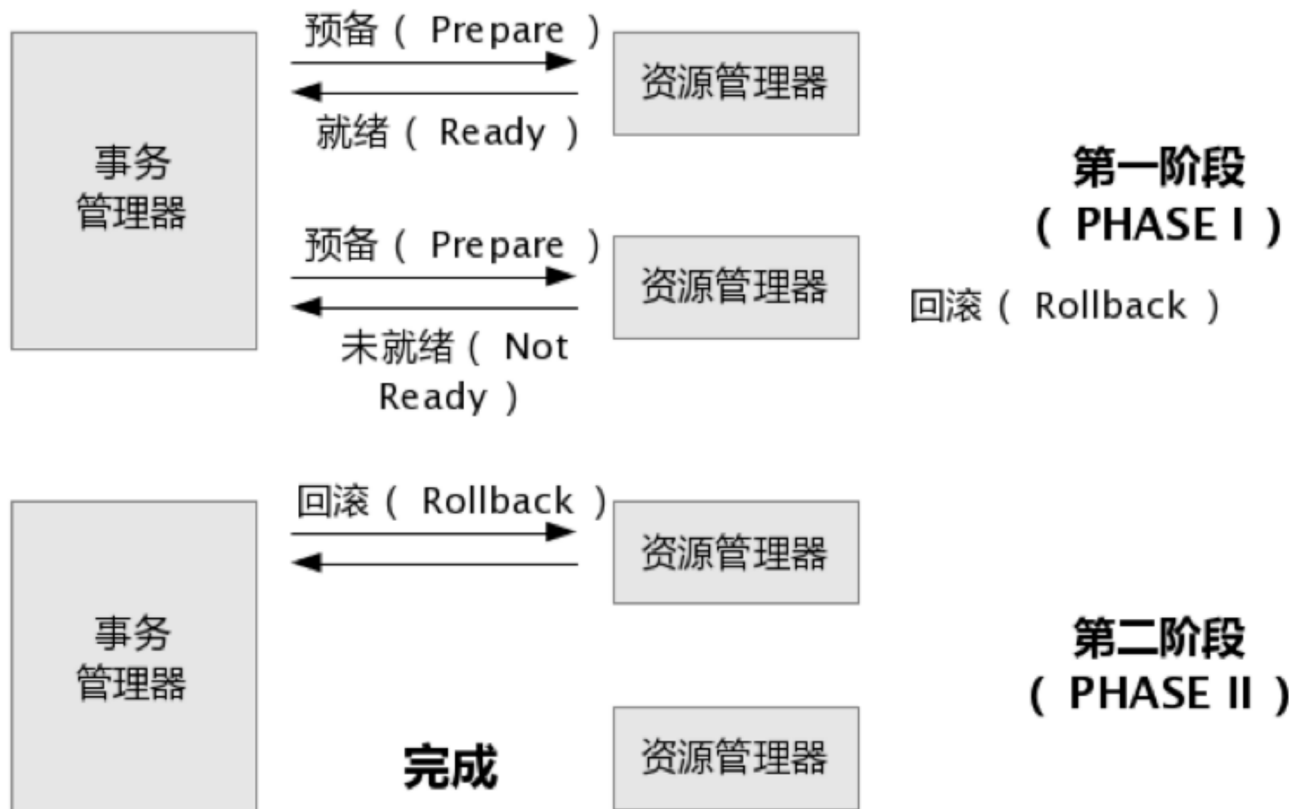 预备（ Prepare ）
资源管理器
就绪（ Ready ）
事务
管理器
第一阶段
（ PHASE I ）
预备（ Prepare ）
资源管理器
回滚（ Rollback ）
未就绪（ Not
Ready ）
回滚（ Rollback ）
资源管理器
事务
管理器
第二阶段
（ PHASE II ）
完成
资源管理器